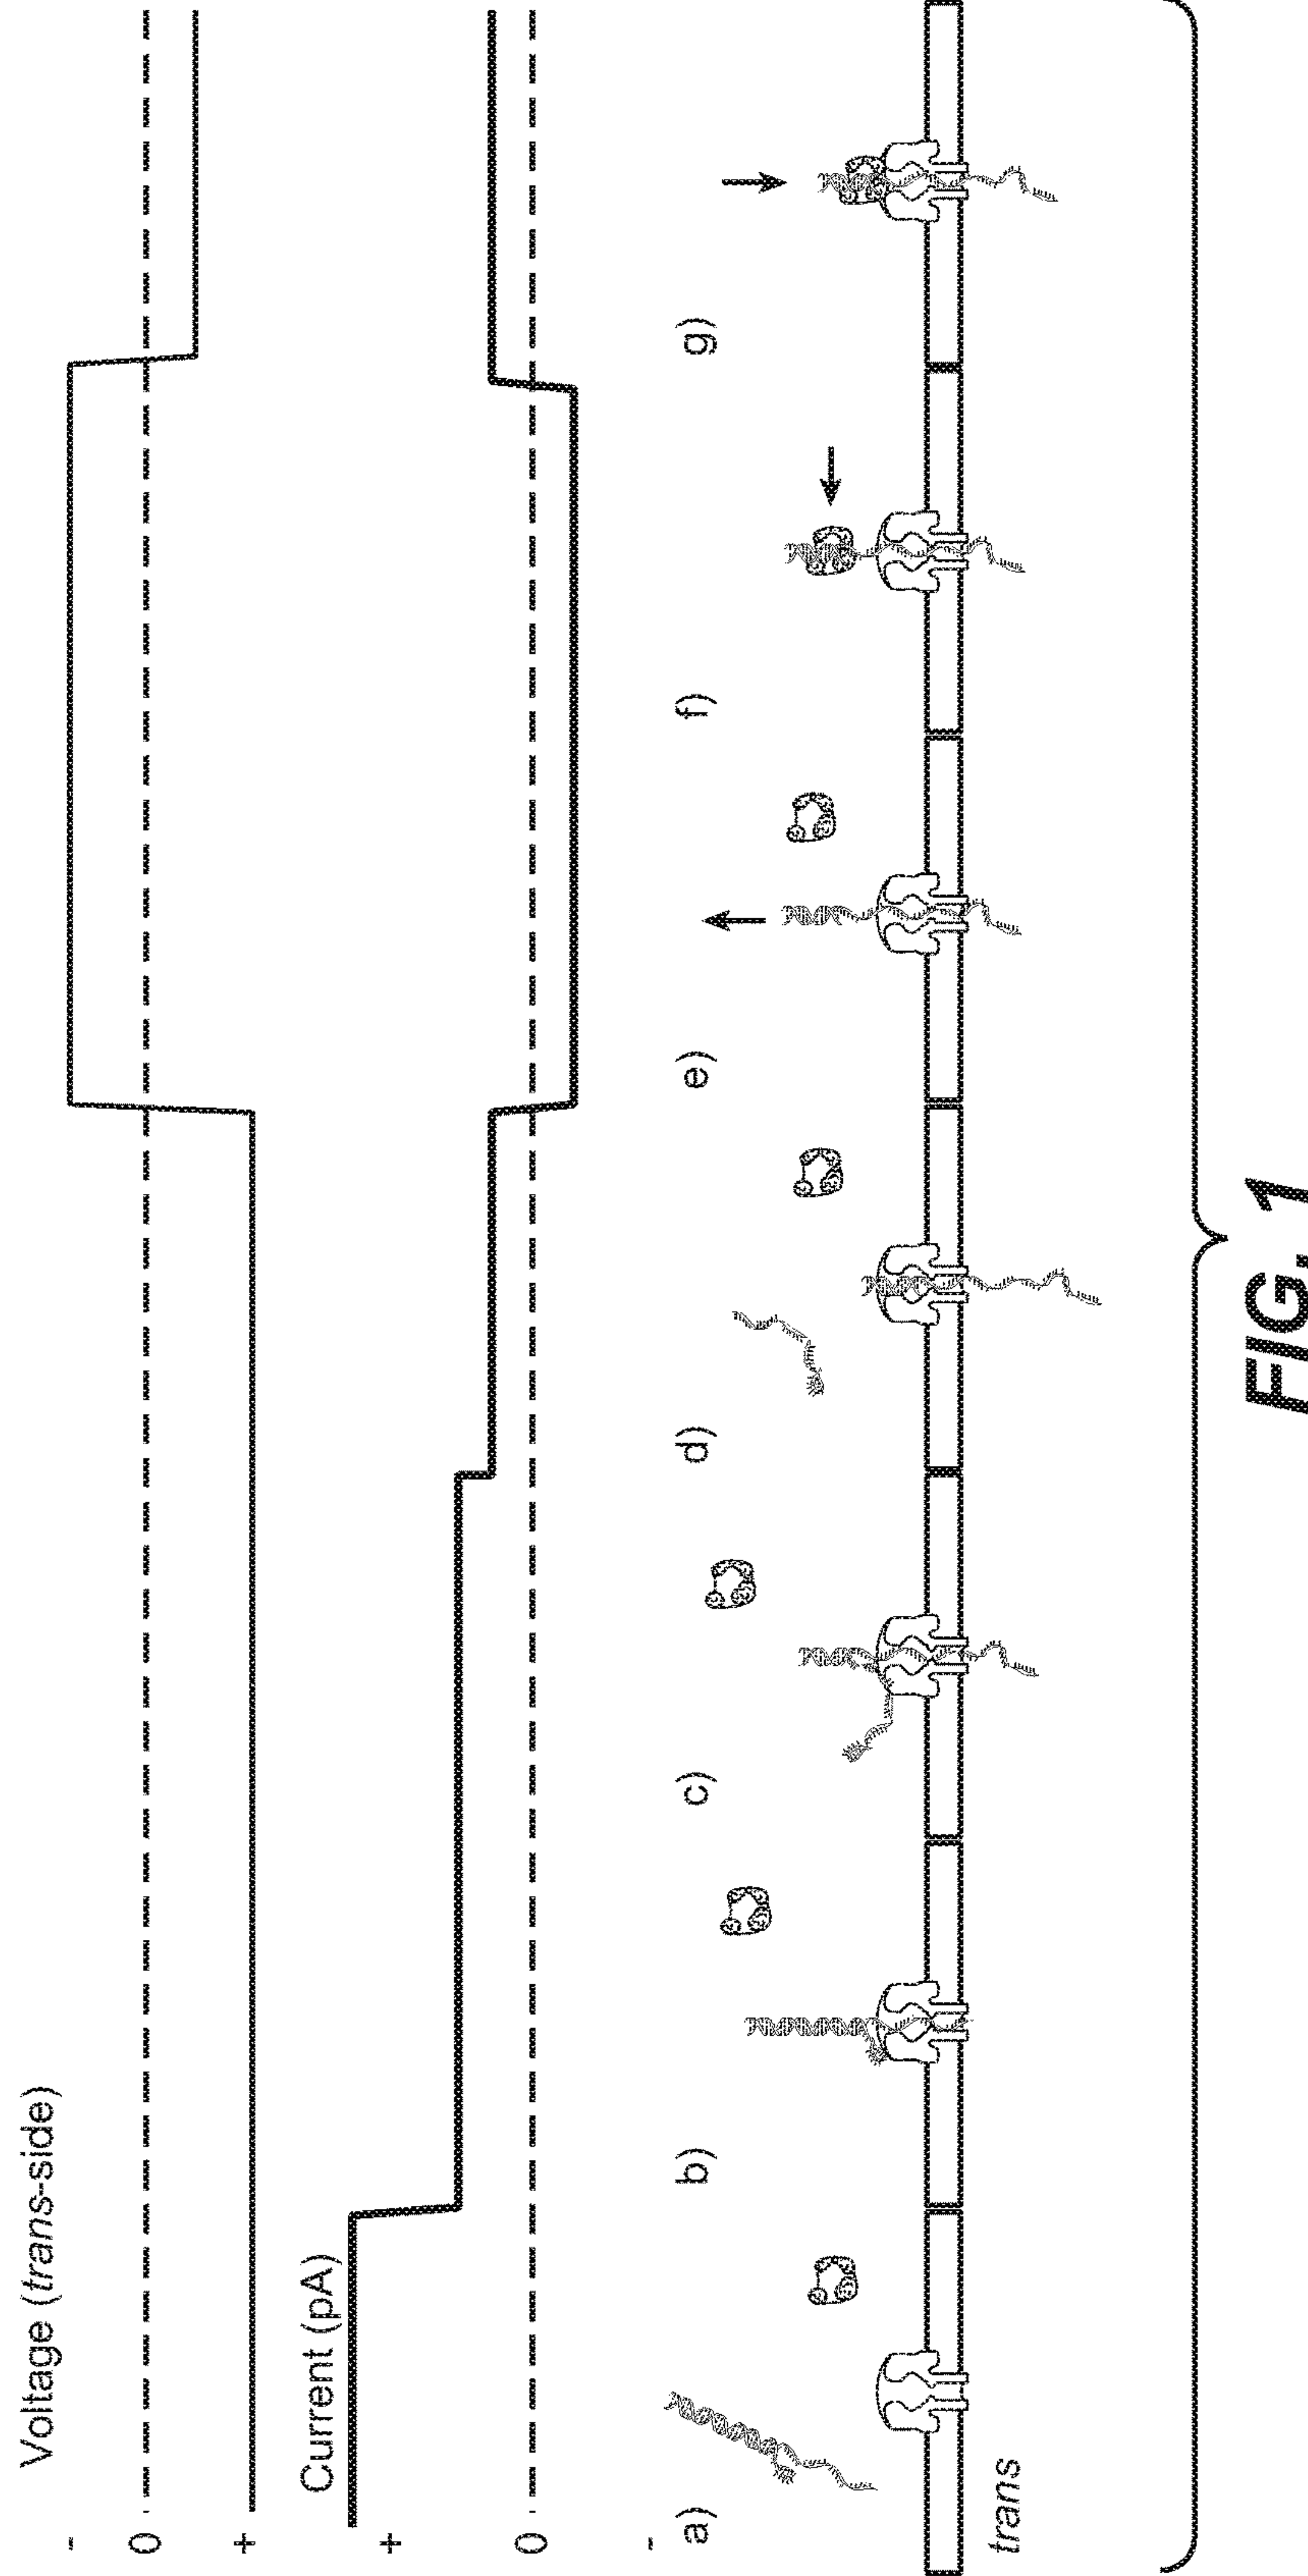 Voltage (trans-side)
-
0
+
Current (pA)
+
0
-
a)
b)
c)
d)
e)
f)
g)
trans
FIG. 1